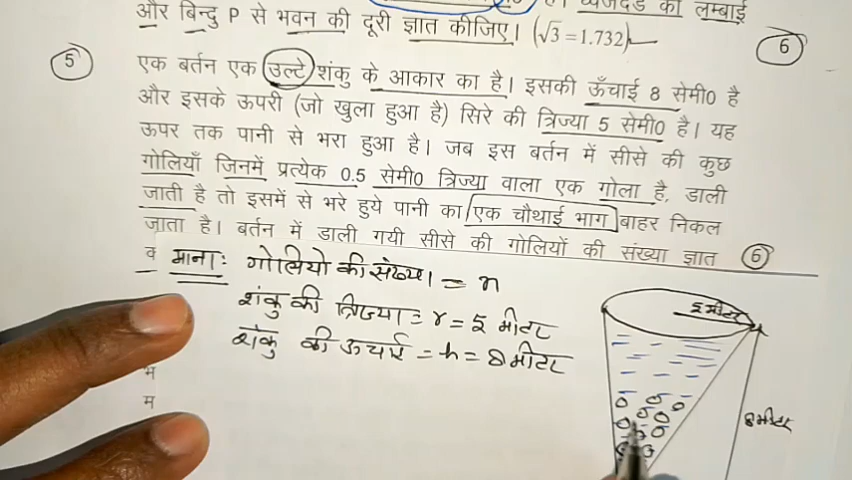 और बिन्दु P से भवन की दूरी ज्ञात कीजिए। (√3 = 1.732)
6
5
एक बर्तन एक उल्टे शंकु के आकार का है। इसकी ऊँचाई 8 सेमी0 है
और इसके ऊपरी (जो खुला हुआ है) सिरे की त्रिज्या 5 सेमी0 है। यह
ऊपर तक पानी से भरा हुआ है। जब इस बर्तन में सीसे की कुछ
गोलियाँ जिनमें प्रत्येक 0.5 सेमी0 त्रिज्या वाला एक गोला है, डाली
जाती है तो इसमें से भरे हुये पानी का एक चौथाई भाग बाहर निकल
जाता है। बर्तन में डाली गयी सीसे की गोलियों की संख्या ज्ञात
6
माना: गोलियो की संख्या = n
शंकु की त्रिज्या = r = 5 मीटर
5 मीटर
शंकु की ऊचाई = h = 8 मीटर
म
8 मीटर